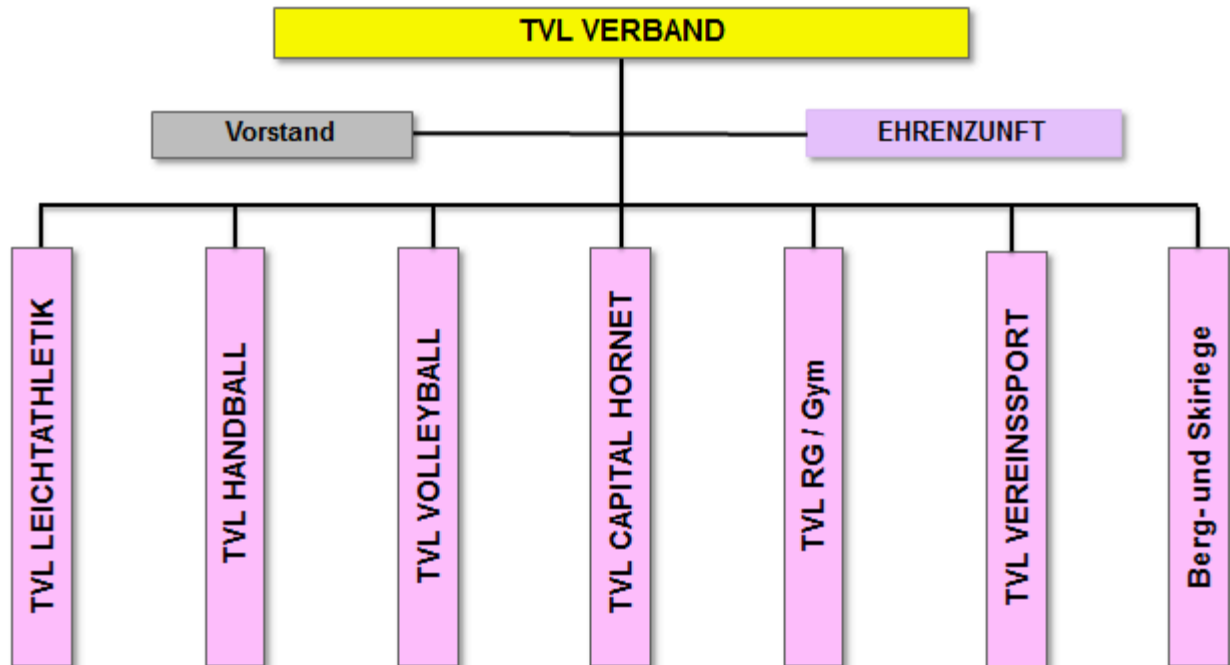 TVL VERBAND
Vorstand
EHRENZUNFT
TVL LEICHTATHLETIK
TVL HANDBALL
TVL VOLLEYBALL
TVL CAPITAL HORNET
TVL RG / Gym
TVL VEREINSSPORT
Berg- und Skiriege